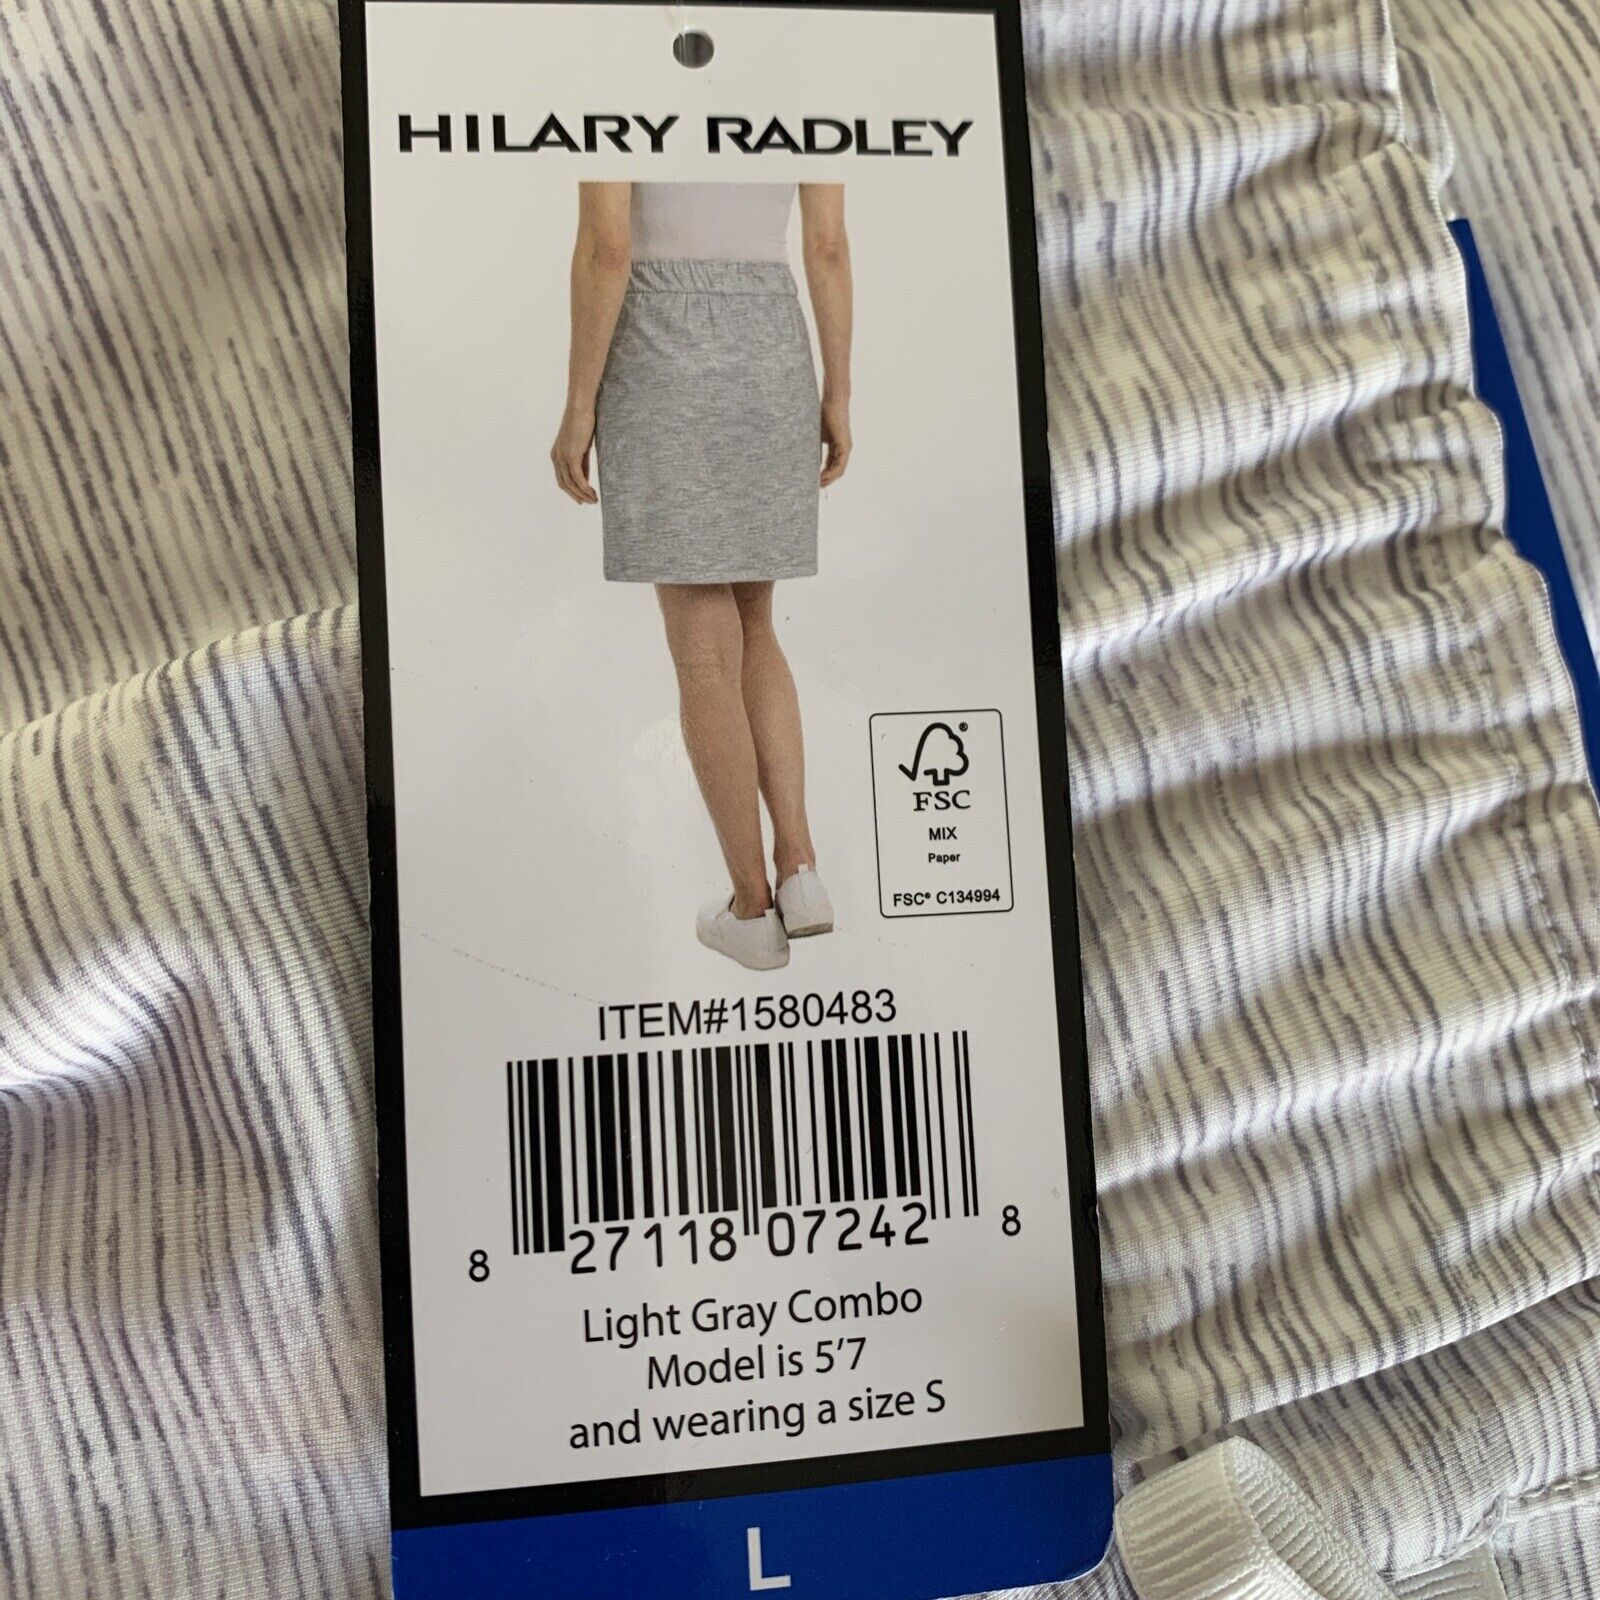 HILARY RADLEY
®
FSC
MIX
Paper
FSC® C134994
ITEM#1580483
8 27118 07242 8
Light Gray Combo
Model is 5'7
and wearing a size S
L